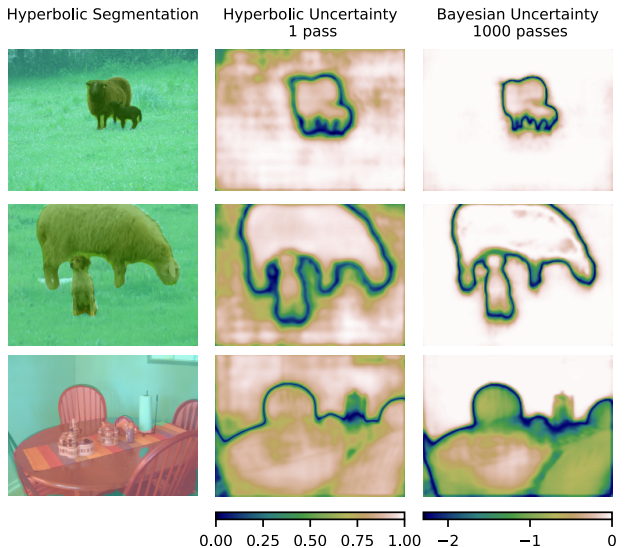 Hyperbolic Segmentation
Hyperbolic Uncertainty
1 pass
Bayesian Uncertainty
1000 passes
0.00 0.25 0.50 0.75 1.00
−2 −1 0